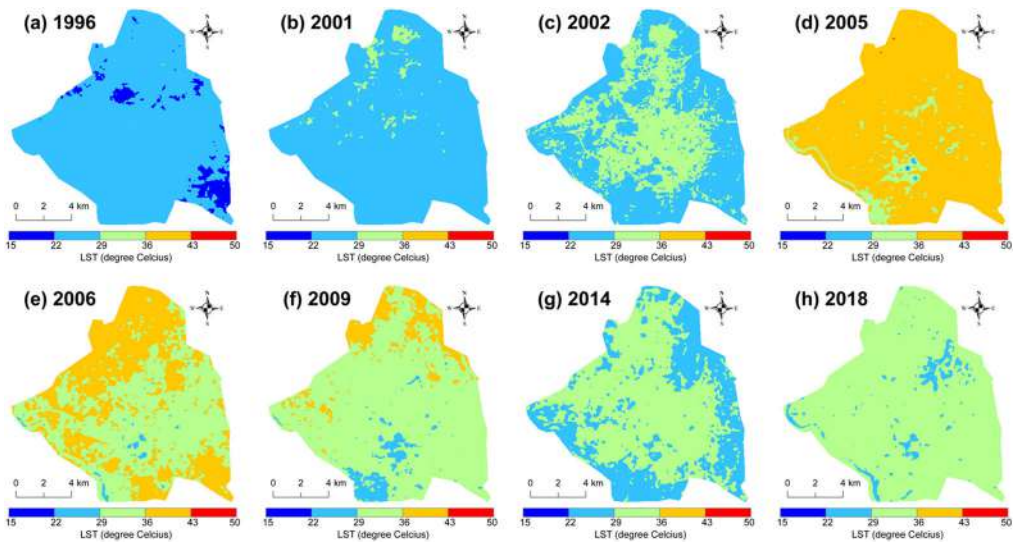 (a) 1996
N
W E
S
0 2 4 km
15 22 29 36 43 50
LST (degree Celcius)
(b) 2001
N
W E
S
0 2 4 km
15 22 29 36 43 50
LST (degree Celcius)
(c) 2002
N
W E
S
0 2 4 km
15 22 29 36 43 50
LST (degree Celcius)
(d) 2005
N
W E
S
0 2 4 km
15 22 29 36 43 50
LST (degree Celcius)
(e) 2006
N
W E
S
0 2 4 km
15 22 29 36 43 50
LST (degree Celcius)
(f) 2009
N
W E
S
0 2 4 km
15 22 29 36 43 50
LST (degree Celcius)
(g) 2014
N
W E
S
0 2 4 km
15 22 29 36 43 50
LST (degree Celcius)
(h) 2018
N
W E
S
0 2 4 km
15 22 29 36 43 50
LST (degree Celcius)